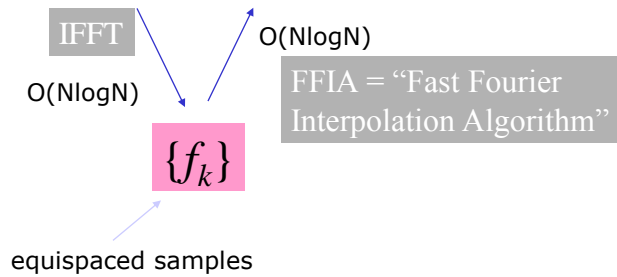 IFFT
O(NlogN)
O(NlogN)
FFIA = “Fast Fourier
Interpolation Algorithm”
{f_k}
equispaced samples